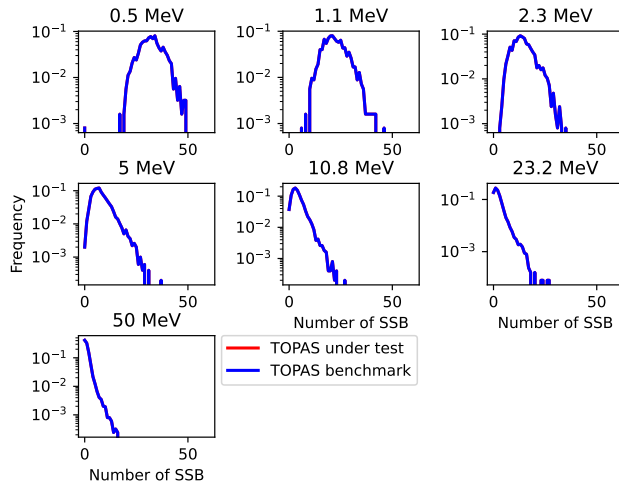 0.5 MeV
1.1 MeV
2.3 MeV
10⁻¹
10⁻²
10⁻³
0
50
10⁻¹
10⁻²
10⁻³
0
50
10⁻¹
10⁻²
10⁻³
0
50
5 MeV
10.8 MeV
23.2 MeV
Frequency
10⁻¹
10⁻²
10⁻³
0
50
10⁻¹
10⁻²
10⁻³
0
50
Number of SSB
10⁻¹
10⁻³
0
50
Number of SSB
50 MeV
10⁻¹
10⁻²
10⁻³
0
50
Number of SSB
TOPAS under test
TOPAS benchmark